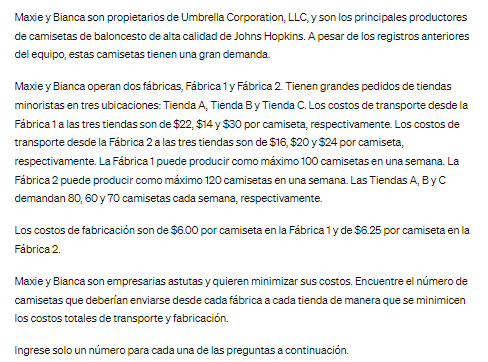 Maxie y Bianca son propietarios de Umbrella Corporation, LLC, y son los principales productores
de camisetas de baloncesto de alta calidad de Johns Hopkins. A pesar de los registros anteriores
del equipo, estas camisetas tienen una gran demanda.
Maxie y Bianca operan dos fábricas, Fábrica 1 y Fábrica 2. Tienen grandes pedidos de tiendas
minoristas en tres ubicaciones: Tienda A, Tienda B y Tienda C. Los costos de transporte desde la
Fábrica 1 a las tres tiendas son de $22, $14 y $30 por camiseta, respectivamente. Los costos de
transporte desde la Fábrica 2 a las tres tiendas son de $16, $20 y $24 por camiseta,
respectivamente. La Fábrica 1 puede producir como máximo 100 camisetas en una semana. La
Fábrica 2 puede producir como máximo 120 camisetas en una semana. Las Tiendas A, B y C
demandan 80, 60 y 70 camisetas cada semana, respectivamente.
Los costos de fabricación son de $6.00 por camiseta en la Fábrica 1 y de $6.25 por camiseta en la
Fábrica 2.
Maxie y Bianca son empresarias astutas y quieren minimizar sus costos. Encuentre el número de
camisetas que deberían enviarse desde cada fábrica a cada tienda de manera que se minimicen
los costos totales de transporte y fabricación.
Ingrese solo un número para cada una de las preguntas a continuación.